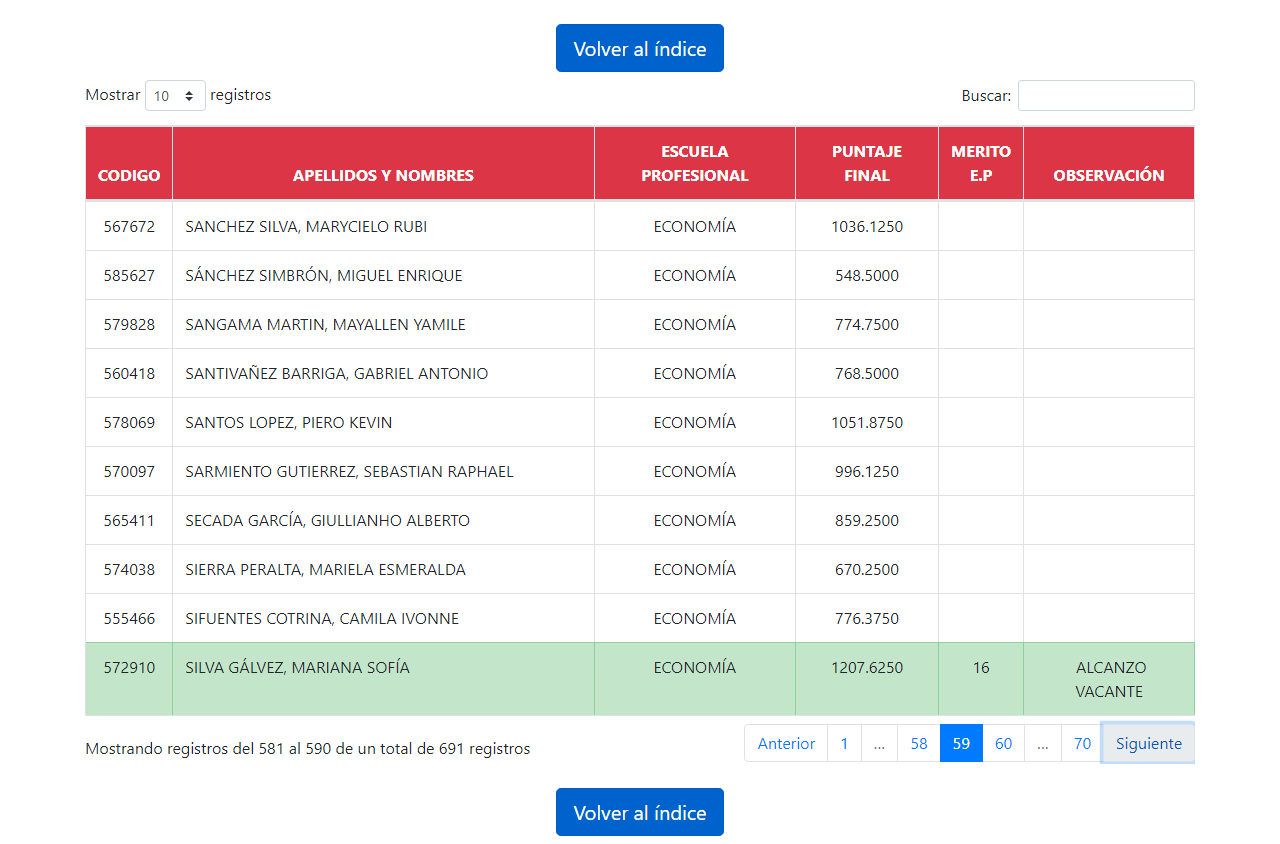 Volver al índice
Mostrar 10 registros Buscar:
CODIGO APELLIDOS Y NOMBRES ESCUELA PROFESIONAL PUNTAJE FINAL MERITO E.P OBSERVACIÓN
567672 SANCHEZ SILVA, MARYCIELO RUBI ECONOMÍA 1036.1250
585627 SÁNCHEZ SIMBRÓN, MIGUEL ENRIQUE ECONOMÍA 548.5000
579828 SANGAMA MARTIN, MAYALLEN YAMILE ECONOMÍA 774.7500
560418 SANTIVAÑEZ BARRIGA, GABRIEL ANTONIO ECONOMÍA 768.5000
578069 SANTOS LOPEZ, PIERO KEVIN ECONOMÍA 1051.8750
570097 SARMIENTO GUTIERREZ, SEBASTIAN RAPHAEL ECONOMÍA 996.1250
565411 SECADA GARCÍA, GIULLIANHO ALBERTO ECONOMÍA 859.2500
574038 SIERRA PERALTA, MARIELA ESMERALDA ECONOMÍA 670.2500
555466 SIFUENTES COTRINA, CAMILA IVONNE ECONOMÍA 776.3750
572910 SILVA GÁLVEZ, MARIANA SOFÍA ECONOMÍA 1207.6250 16 ALCANZO VACANTE
Mostrando registros del 581 al 590 de un total de 691 registros Anterior 1 ... 58 59 60 ... 70 Siguiente
Volver al índice